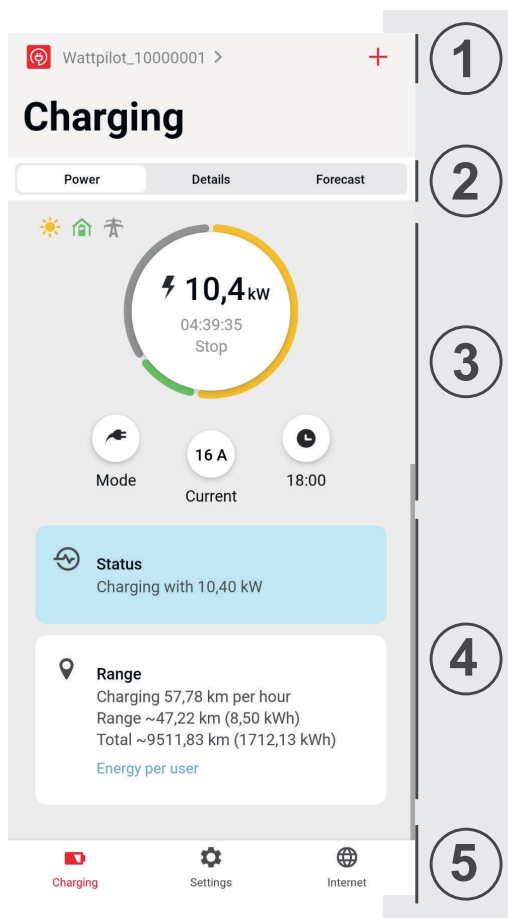 Wattpilot_10000001 >
+
1
Charging
Power Details Forecast
2
10,4 kW
04:39:35
Stop
3
16 A
Mode
Current
18:00
Status
Charging with 10,40 kW
4
Range
Charging 57,78 km per hour
Range ~47,22 km (8,50 kWh)
Total ~9511,83 km (1712,13 kWh)
Energy per user
5
Charging Settings Internet